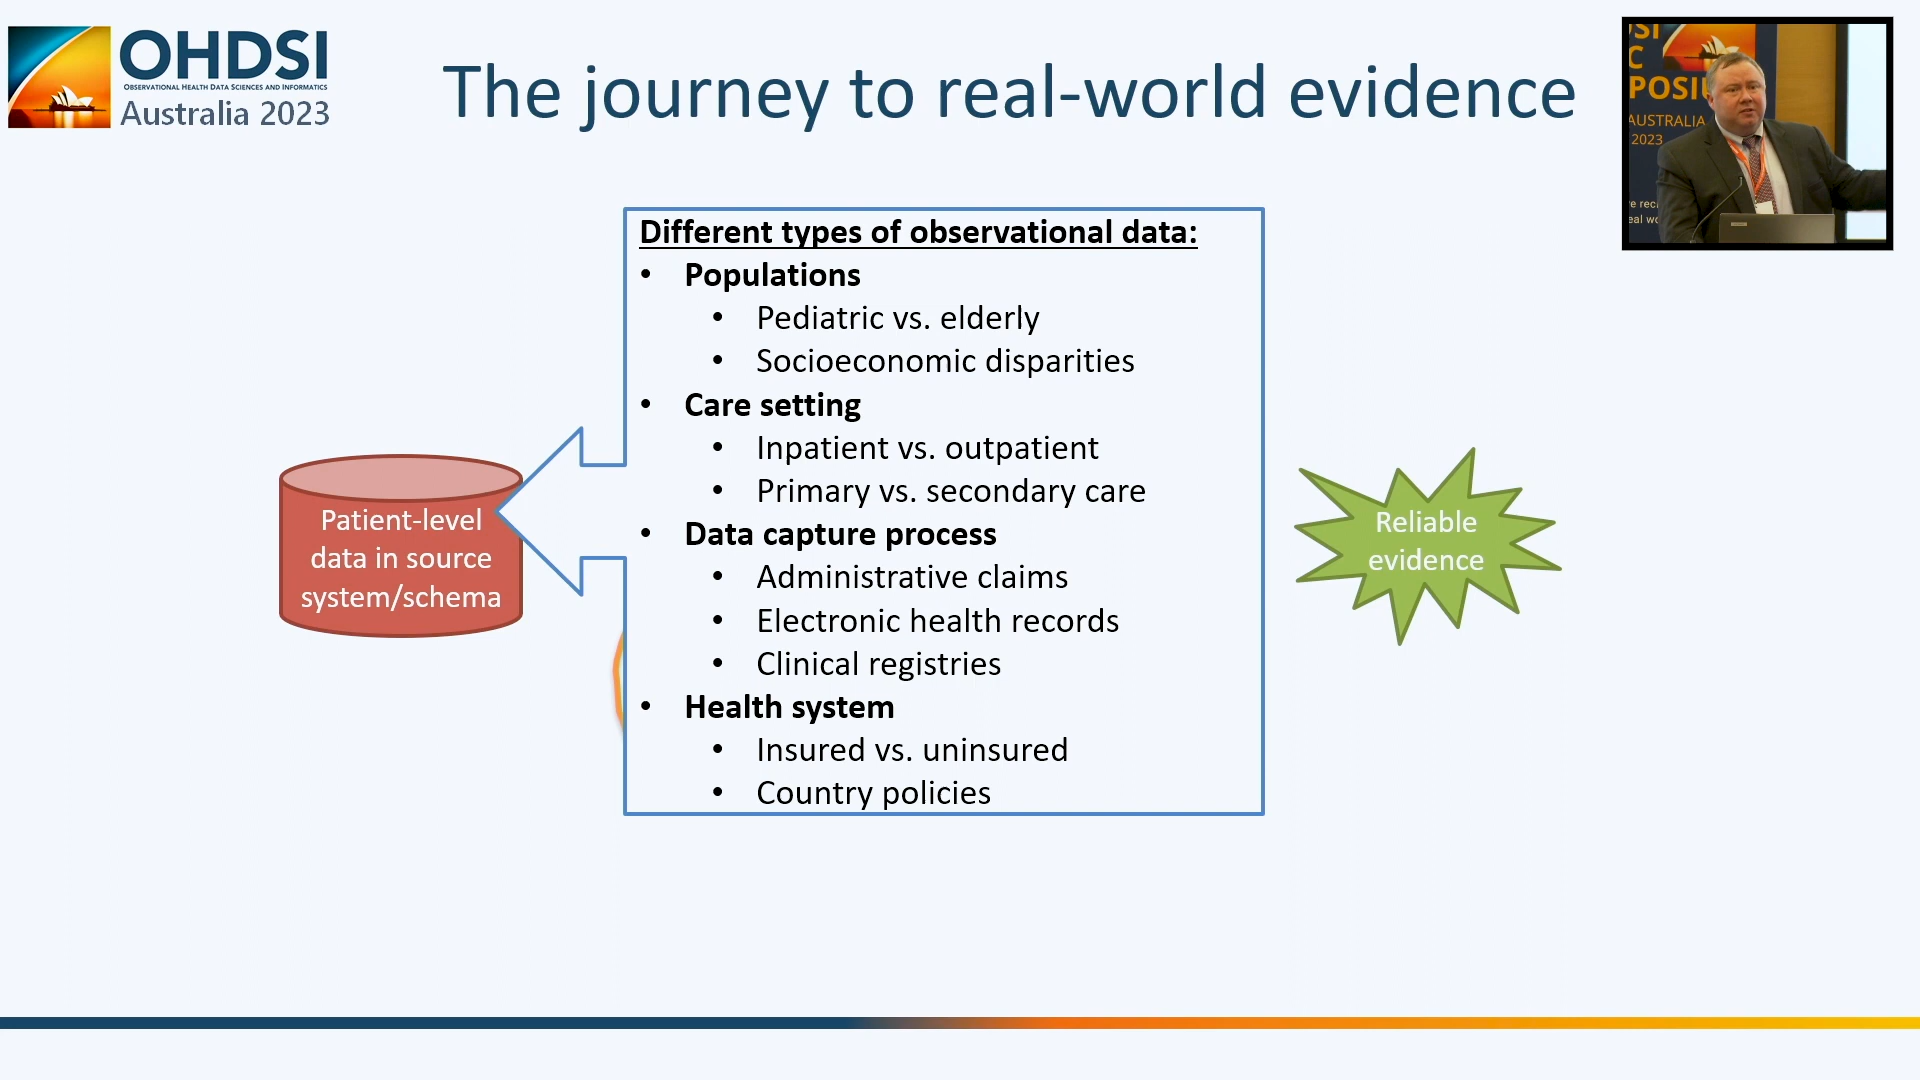 OHDSI
OBSERVATIONAL HEALTH DATA SCIENCES AND INFORMATICS
Australia 2023
The journey to real-world evidence
SI
C
POSIU
AUSTRALIA
2023
Different types of observational data:
• Populations
• Pediatric vs. elderly
• Socioeconomic disparities
• Care setting
• Inpatient vs. outpatient
• Primary vs. secondary care
• Data capture process
• Administrative claims
• Electronic health records
• Clinical registries
• Health system
• Insured vs. uninsured
• Country policies
Patient-level
data in source
system/schema
Reliable
evidence